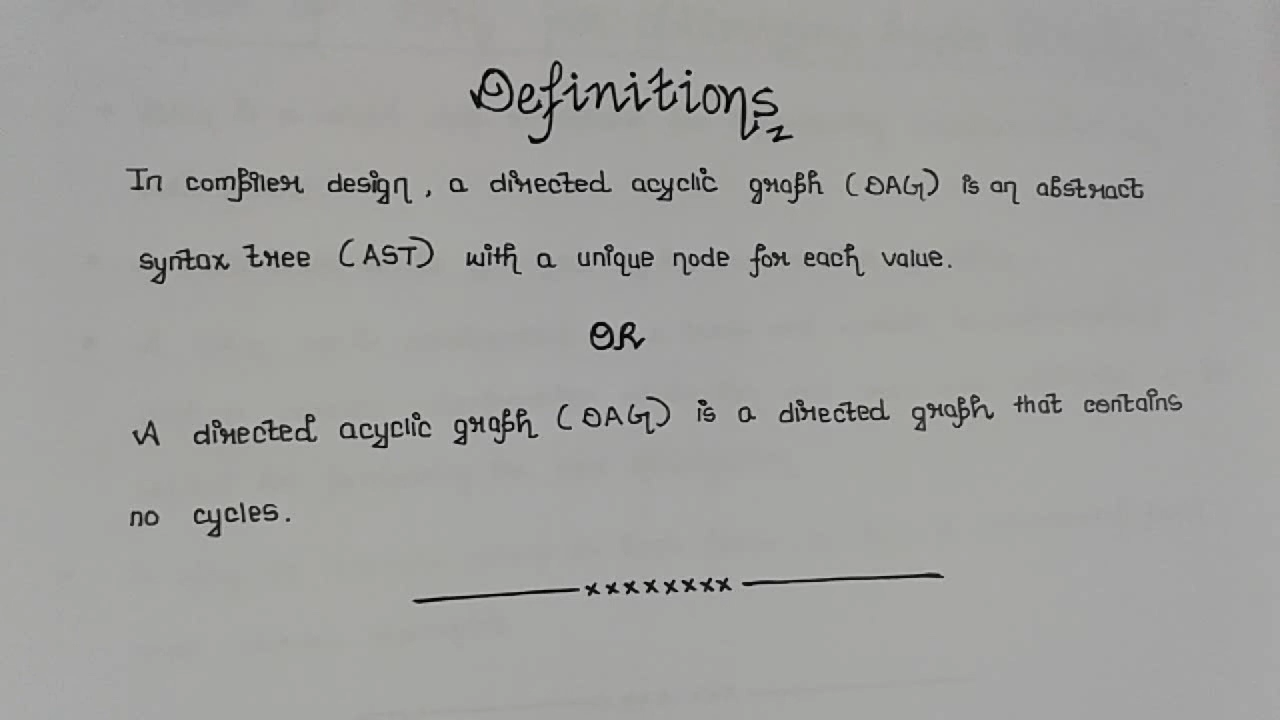 Definitions
In compiler design, a directed acyclic graph (DAG) is an abstract
syntax tree (AST) with a unique node for each value.
OR
A directed acyclic graph (DAG) is a directed graph that contains
no cycles.
xxxxxxxx